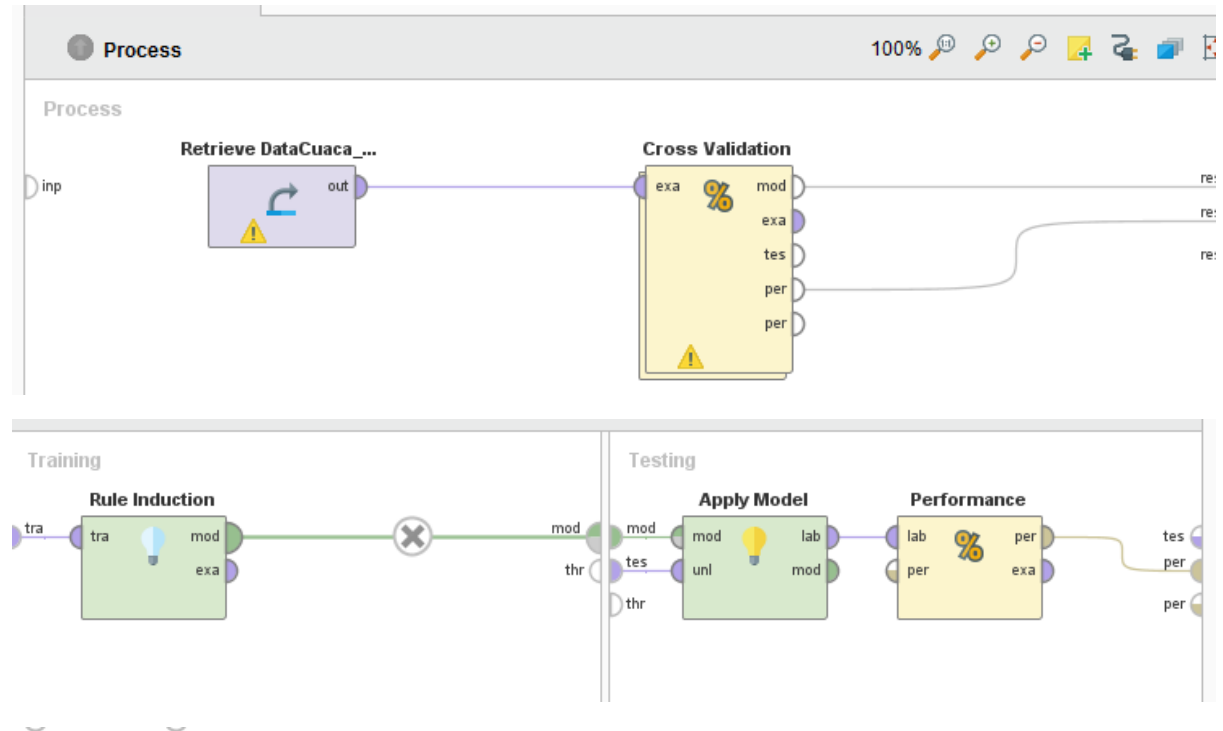 Process
100%
Process
Retrieve DataCuaca_...
Cross Validation
inp
out
exa
mod
exa
tes
per
per
res
res
res
Training
Testing
Rule Induction
Apply Model
Performance
tra
tra
mod
exa
mod
thr
mod
tes
thr
mod
unl
lab
mod
lab
per
per
exa
tes
per
per